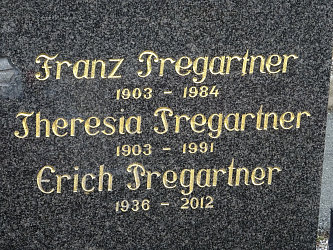 Franz Pregartner
1903 - 1984
Theresia Pregartner
1903 - 1991
Erich Pregartner
1936 - 2012